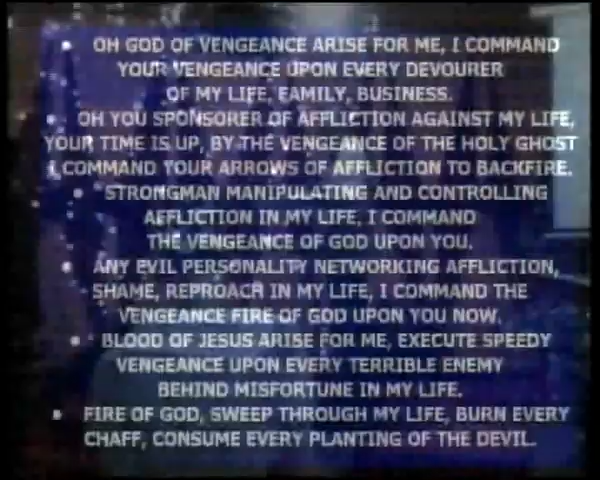 • OH GOD OF VENGEANCE ARISE FOR ME, I COMMAND
YOUR VENGEANCE UPON EVERY DEVOURER
OF MY LIFE, FAMILY, BUSINESS.
• OH YOU SPONSORER OF AFFLICTION AGAINST MY LIFE,
YOUR TIME IS UP, BY THE VENGEANCE OF THE HOLY GHOST
I COMMAND YOUR ARROWS OF AFFLICTION TO BACKFIRE.
• STRONGMAN MANIPULATING AND CONTROLLING
AFFLICTION IN MY LIFE, I COMMAND
THE VENGEANCE OF GOD UPON YOU.
• ANY EVIL PERSONALITY NETWORKING AFFLICTION,
SHAME, REPROACH IN MY LIFE, I COMMAND THE
VENGEANCE FIRE OF GOD UPON YOU NOW.
• BLOOD OF JESUS ARISE FOR ME, EXECUTE SPEEDY
VENGEANCE UPON EVERY TERRIBLE ENEMY
BEHIND MISFORTUNE IN MY LIFE.
• FIRE OF GOD, SWEEP THROUGH MY LIFE, BURN EVERY
CHAFF, CONSUME EVERY PLANTING OF THE DEVIL.